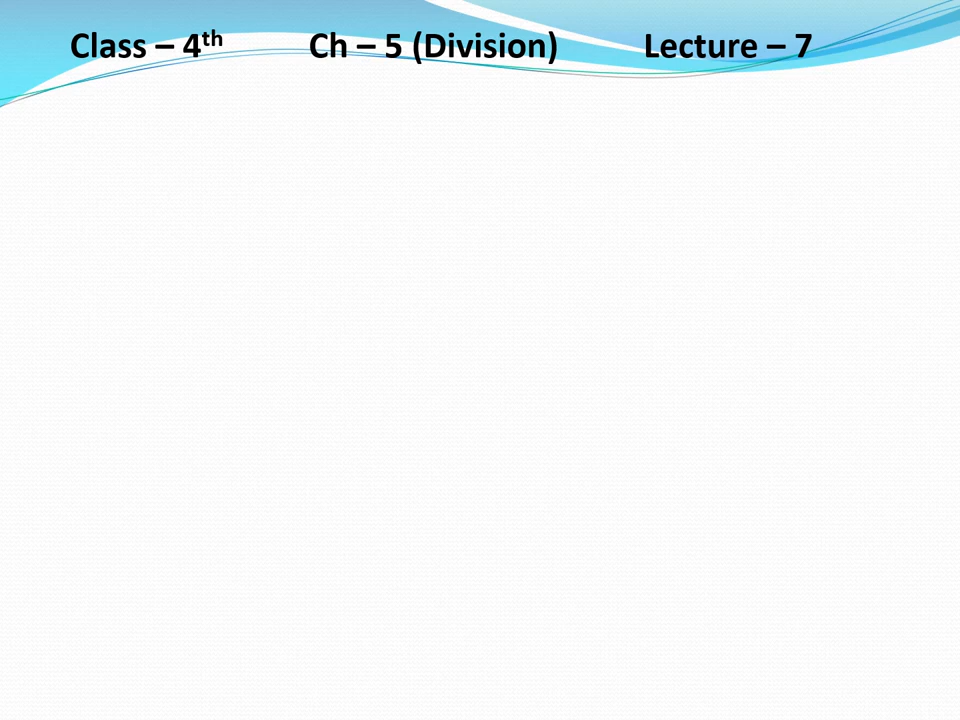 Class – 4th Ch – 5 (Division) Lecture – 7